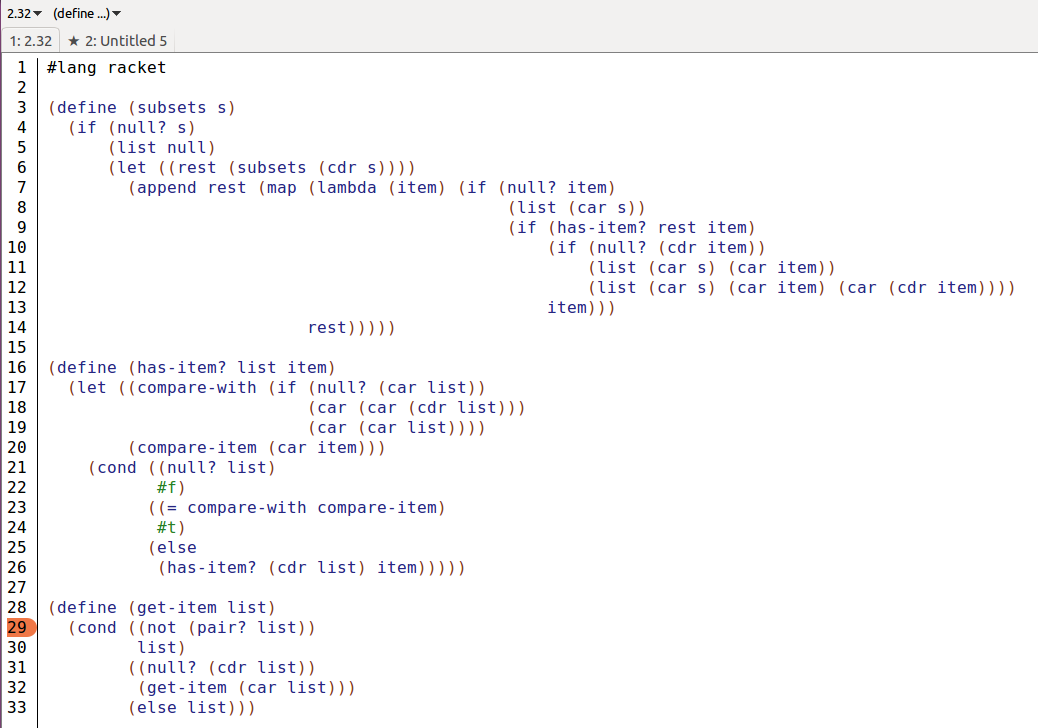 2.32▾ (define ...)▾
1: 2.32 ★ 2: Untitled 5
1 #lang racket
2
3 (define (subsets s)
4   (if (null? s)
5       (list null)
6       (let ((rest (subsets (cdr s))))
7         (append rest (map (lambda (item) (if (null? item)
8                                               (list (car s))
9                                               (if (has-item? rest item)
10                                                  (if (null? (cdr item))
11                                                      (list (car s) (car item))
12                                                      (list (car s) (car item) (car (cdr item))))
13                                                  item)))
14                           rest)))))
15
16 (define (has-item? list item)
17   (let ((compare-with (if (null? (car list))
18                           (car (car (cdr list)))
19                           (car (car list))))
20         (compare-item (car item)))
21     (cond ((null? list)
22            #f)
23           ((= compare-with compare-item)
24            #t)
25           (else
26            (has-item? (cdr list) item)))))
27
28 (define (get-item list)
29   (cond ((not (pair? list))
30          list)
31         ((null? (cdr list))
32          (get-item (car list)))
33         (else list)))